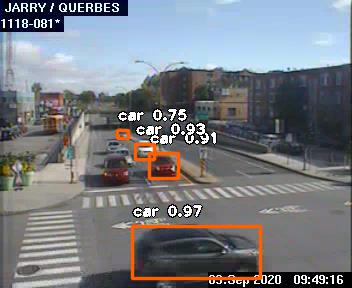 JARRY / QUERBES
1118-081*
car 0.75
car 0.93
car 0.91
car 0.97
09.Sep 2020 09:49:16